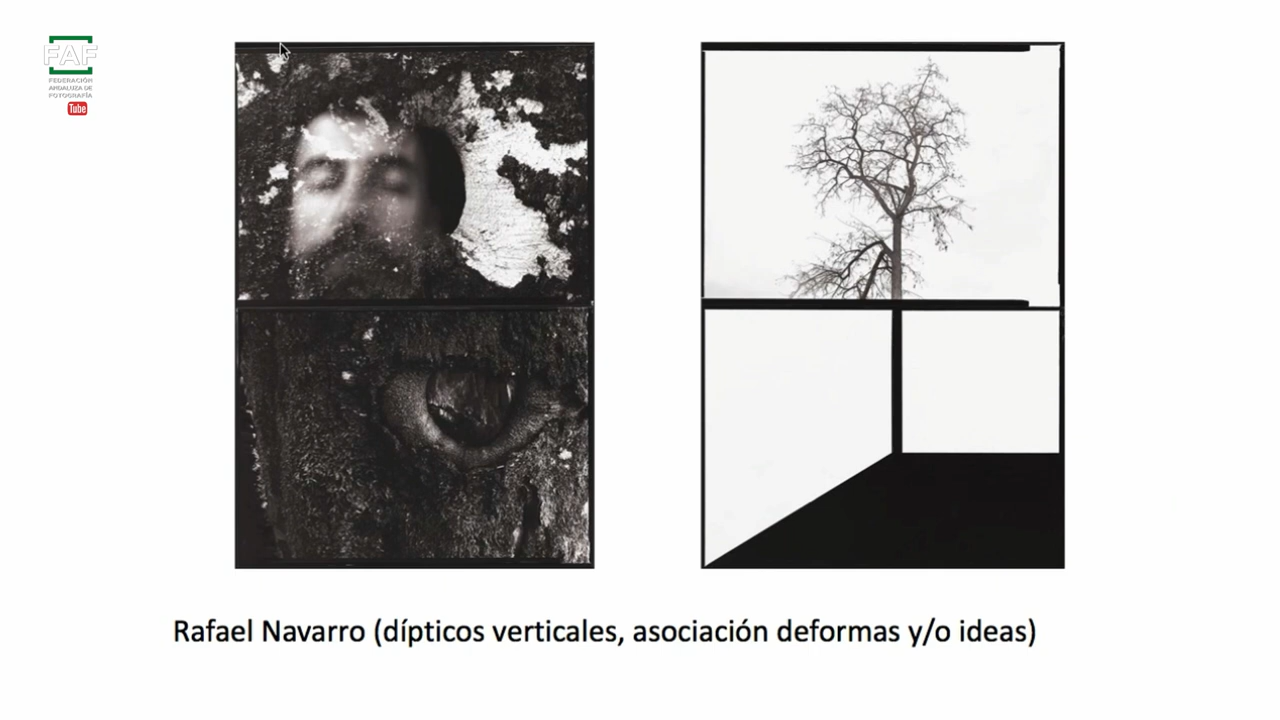 FAF
FEDERACIÓN
ANDALUZA DE
FOTOGRAFÍA
Tube
Rafael Navarro (dípticos verticales, asociación deformas y/o ideas)